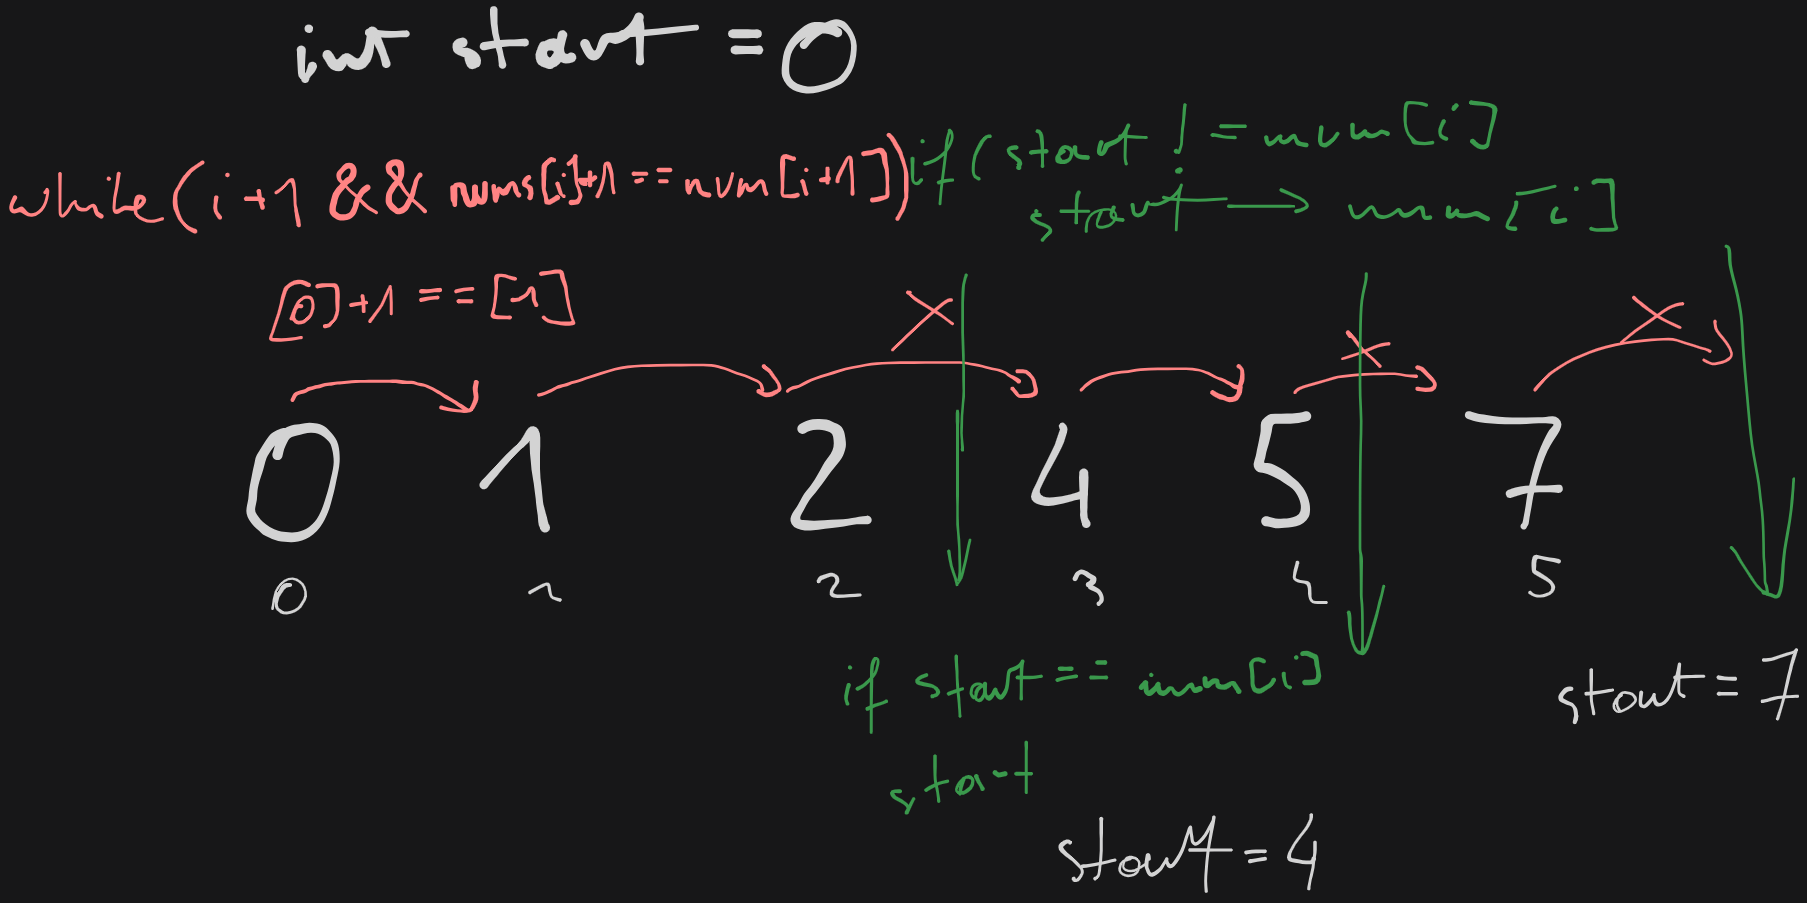 int start = 0
while(i+1 && nums[i]+1 == num[i+1])
if(start != num[i]
start → num[i]
[0]+1 == [1]
0 1 2 4 5 7
0 1 2 3 4 5
if start == num[i]
start
start = 7
start = 4